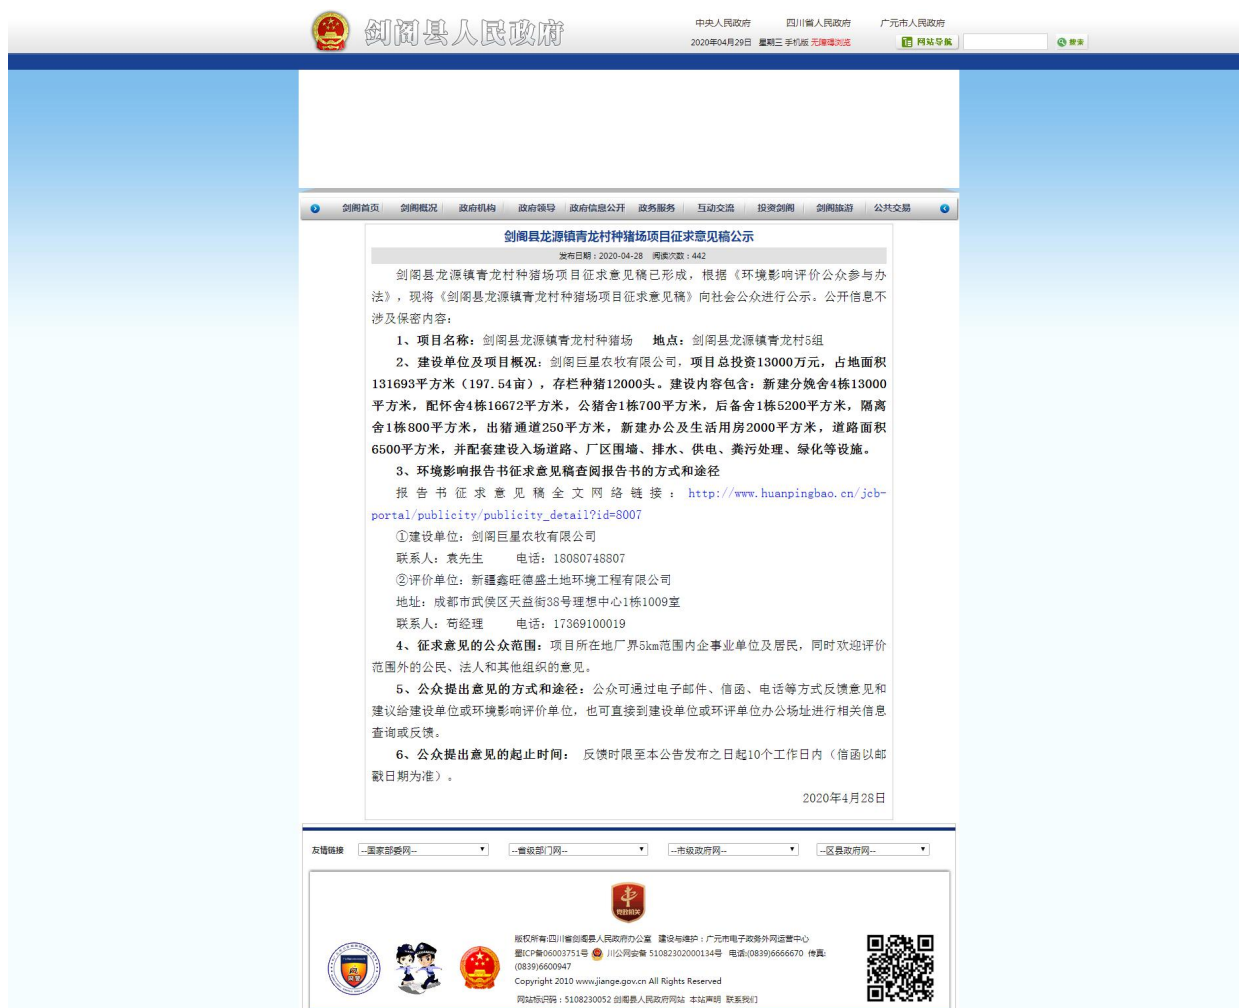 剑阁县人民政府
中央人民政府 四川省人民政府 广元市人民政府
2020年04月29日 星期三 手机版 无障碍浏览 网站导航 搜索
剑阁首页 剑阁概况 政府机构 政府领导 政府信息公开 政务服务 互动交流 投资剑阁 剑阁旅游 公共交易
剑阁县龙源镇青龙村种猪场项目征求意见稿公示
发布日期：2020-04-28 阅读次数：442
剑阁县龙源镇青龙村种猪场项目征求意见稿已形成，根据《环境影响评价公众参与办
法》，现将《剑阁县龙源镇青龙村种猪场项目征求意见稿》向社会公众进行公示。公开信息不
涉及保密内容：
1、项目名称：剑阁县龙源镇青龙村种猪场 地点：剑阁县龙源镇青龙村5组
2、建设单位及项目概况：剑阁巨星农牧有限公司，项目总投资13000万元，占地面积
131693平方米（197.54亩），存栏种猪12000头。建设内容包含：新建分娩舍4栋13000
平方米，配怀舍4栋16672平方米，公猪舍1栋700平方米，后备舍1栋5200平方米，隔离
舍1栋800平方米，出猪通道250平方米，新建办公及生活用房2000平方米，道路面积
6500平方米，并配套建设入场道路、厂区围墙、排水、供电、粪污处理、绿化等设施。
3、环境影响报告书征求意见稿查阅报告书的方式和途径
报告书征求意见稿全文网络链接：http://www.huanpingbao.cn/jcb-
portal/publicity/publicity_detail?id=8007
①建设单位：剑阁巨星农牧有限公司
联系人：袁先生 电话：18080748807
②评价单位：新疆鑫旺德盛土地环境工程有限公司
地址：成都市武侯区天益街38号理想中心1栋1009室
联系人：苟经理 电话：17369100019
4、征求意见的公众范围：项目所在地厂界5km范围内企事业单位及居民，同时欢迎评价
范围外的公民、法人和其他组织的意见。
5、公众提出意见的方式和途径：公众可通过电子邮件、信函、电话等方式反馈意见和
建议给建设单位或环境影响评价单位，也可直接到建设单位或环评单位办公场址进行相关信息
查询或反馈。
6、公众提出意见的起止时间： 反馈时限至本公告发布之日起10个工作日内（信函以邮
戳日期为准）。
2020年4月28日
友情链接 --国家部委网-- --省级部门网-- --市级政府网-- --区县政府网--
党政机关
版权所有:四川省剑阁县人民政府办公室 建设与维护：广元市电子政务外网运营中心
蜀ICP备06003751号 川公网安备 51082302000134号 电话:(0839)6666670 传真:
(0839)6600947
Copyright 2010 www.jiange.gov.cn All Rights Reserved
网站标识码：5108230052 剑阁县人民政府网站 本站声明 联系我们